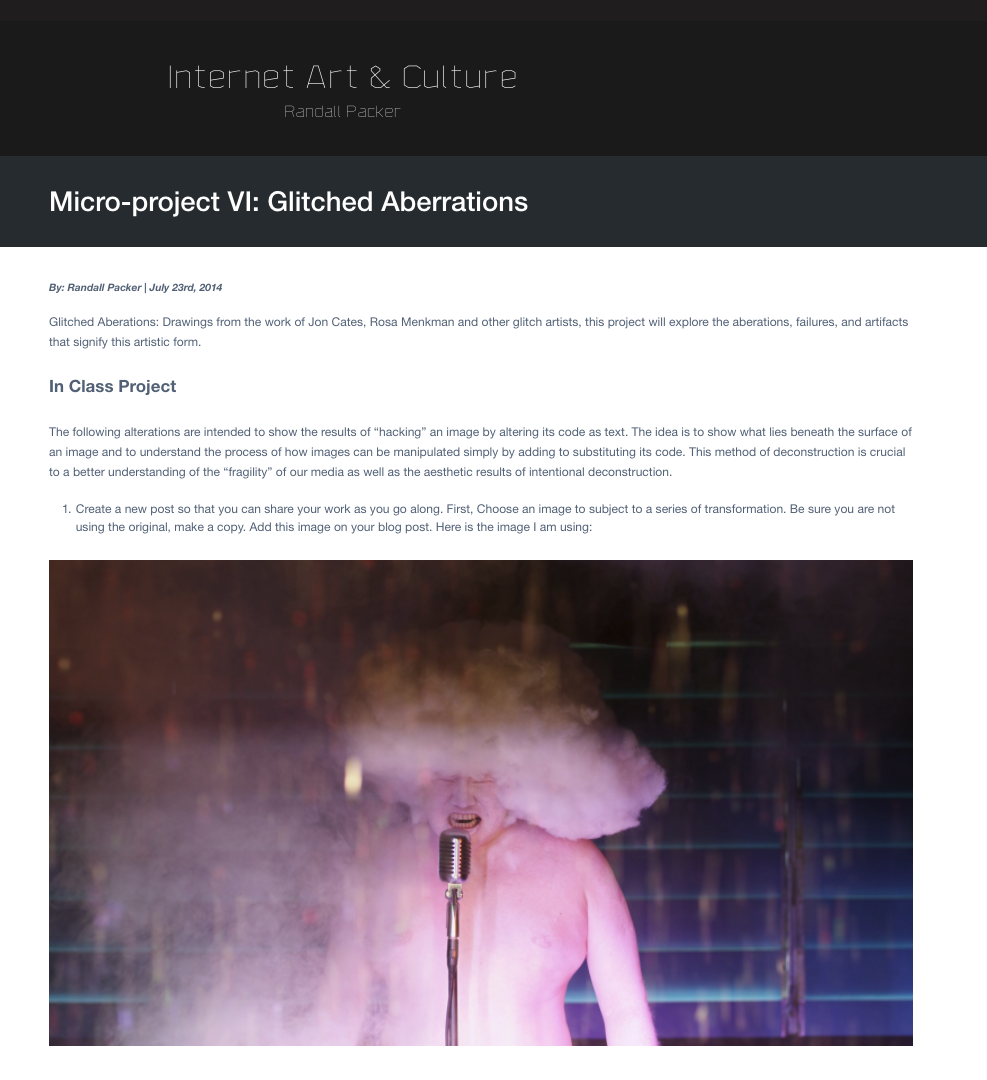 Internet Art & Culture
Randall Packer
Micro-project VI: Glitched Aberrations
By: Randall Packer | July 23rd, 2014
Glitched Aberations: Drawings from the work of Jon Cates, Rosa Menkman and other glitch artists, this project will explore the aberations, failures, and artifacts
that signify this artistic form.
In Class Project
The following alterations are intended to show the results of “hacking” an image by altering its code as text. The idea is to show what lies beneath the surface of
an image and to understand the process of how images can be manipulated simply by adding to substituting its code. This method of deconstruction is crucial
to a better understanding of the “fragility” of our media as well as the aesthetic results of intentional deconstruction.
1. Create a new post so that you can share your work as you go along. First, Choose an image to subject to a series of transformation. Be sure you are not
using the original, make a copy. Add this image on your blog post. Here is the image I am using: